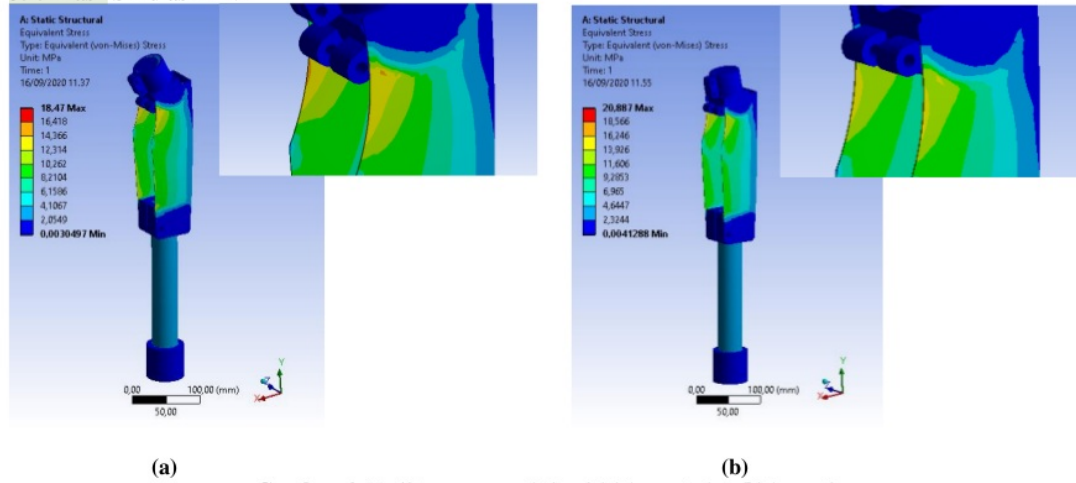 A: Static Structural
Equivalent Stress
Type: Equivalent (von-Mises) Stress
Unit: MPa
Time: 1
16/09/2020 11.37
18,47 Max
16,418
14,366
12,314
10,262
8,2104
6,1586
4,1067
2,0549
0,0030497 Min
0,00
100,00 (mm)
50,00
Y
Z
X
(a)
A: Static Structural
Equivalent Stress
Type: Equivalent (von-Mises) Stress
Unit: MPa
Time: 1
16/09/2020 11.55
20,887 Max
18,566
16,246
13,926
11,606
9,2853
6,965
4,6447
2,3244
0,0041288 Min
0,00
100,00 (mm)
50,00
Y
X
(b)